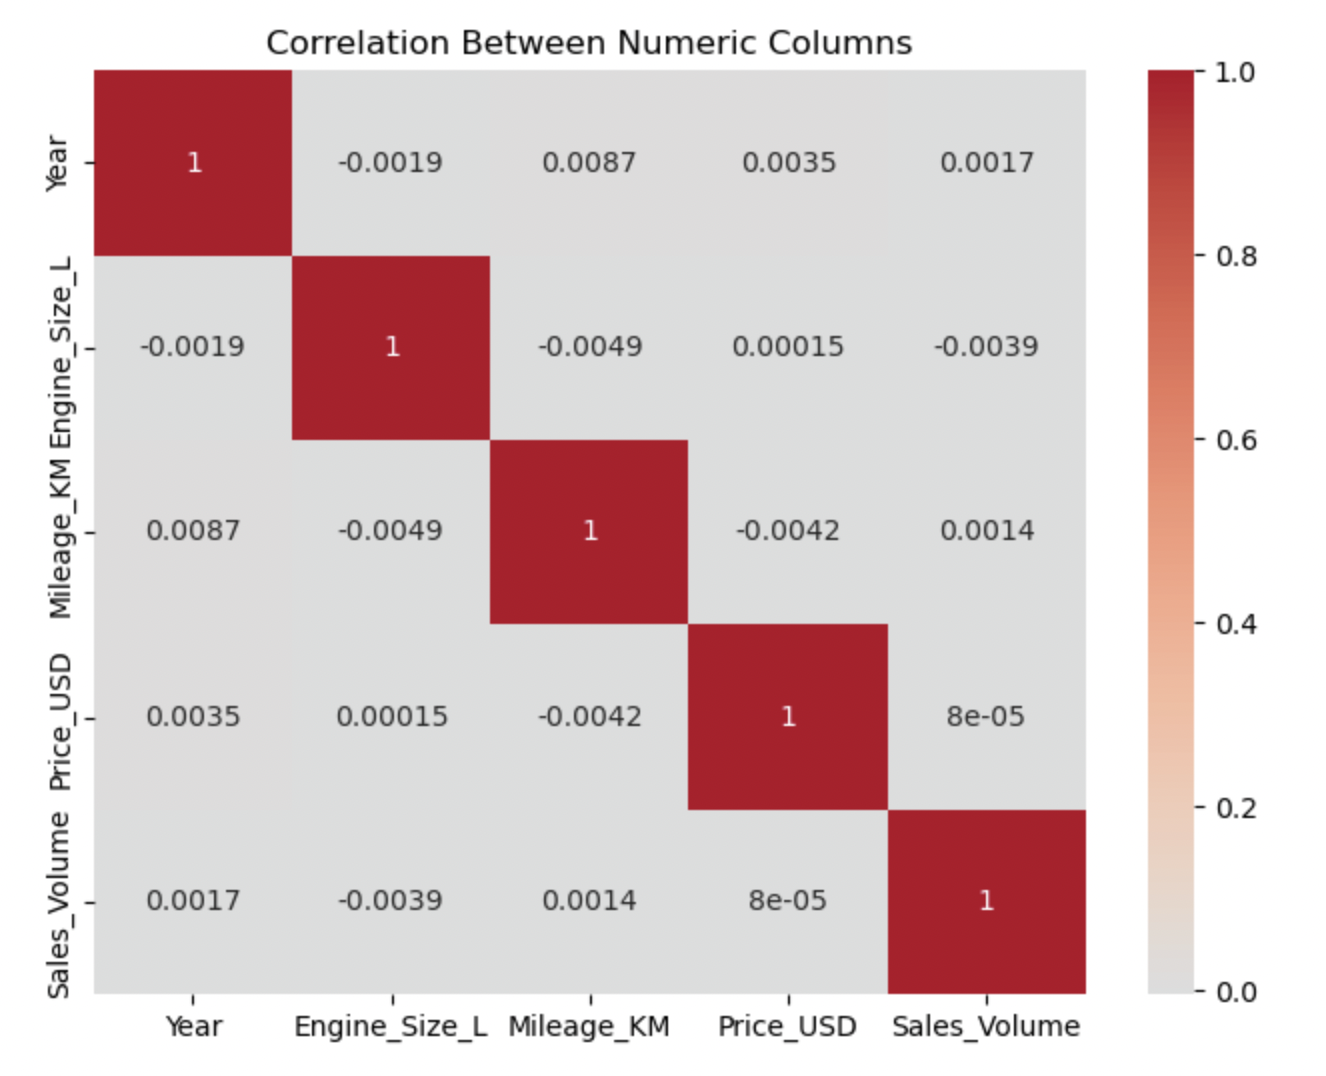 Correlation Between Numeric Columns
Year 1 -0.0019 0.0087 0.0035 0.0017
Engine_Size_L -0.0019 1 -0.0049 0.00015 -0.0039
Mileage_KM 0.0087 -0.0049 1 -0.0042 0.0014
Price_USD 0.0035 0.00015 -0.0042 1 8e-05
Sales_Volume 0.0017 -0.0039 0.0014 8e-05 1
Year Engine_Size_L Mileage_KM Price_USD Sales_Volume
1.0
0.8
0.6
0.4
0.2
0.0